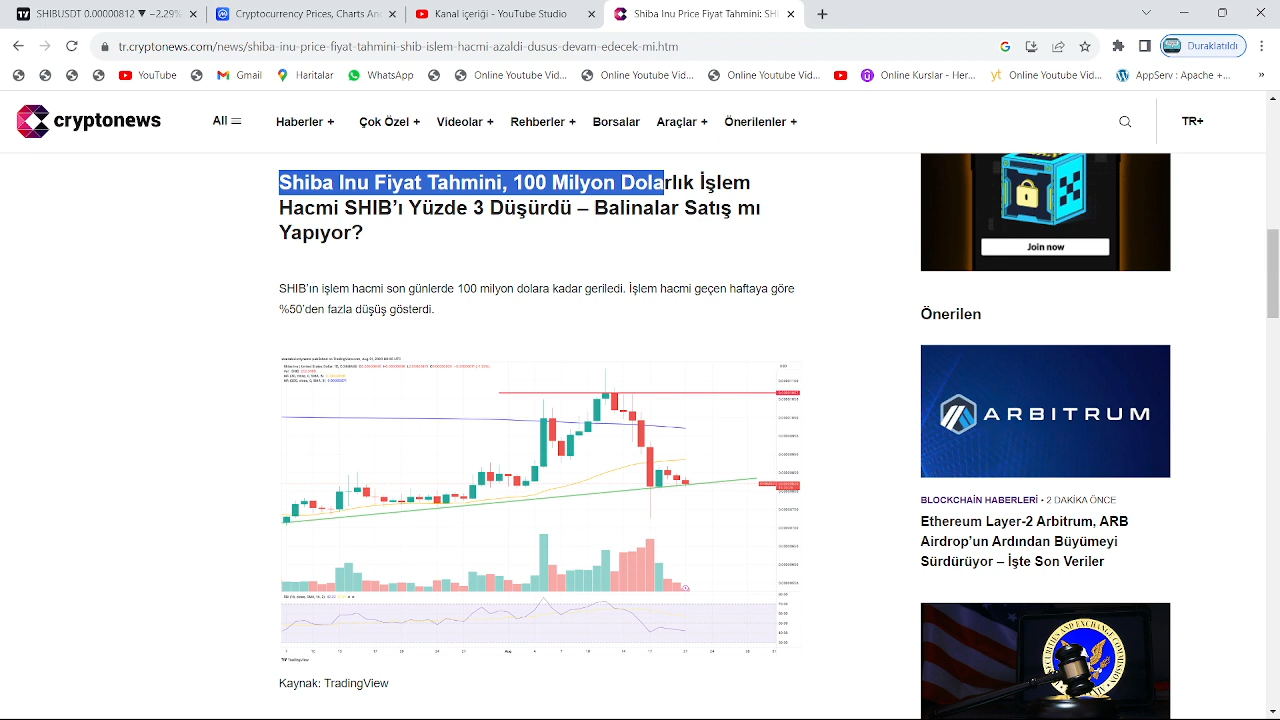 SHIBUSDT 0.00000812 ▼ −2.29%
Cryptocurrency Prices, Charts An
Kanal içeriği - YouTube Studio
Shiba Inu Price Fiyat Tahmini: SHI
tr.cryptonews.com/news/shiba-inu-price-fiyat-tahmini-shib-islem-hacmi-azaldi-dusus-devam-edecek-mi.htm
Duraklatıldı
YouTube
Gmail
Haritalar
WhatsApp
Online Youtube Vid...
Online Youtube Vid...
Online Youtube Vid...
Online Kurslar - Her...
Online Youtube Vid...
AppServ : Apache +...
cryptonews
All
Haberler +
Çok Özel +
Videolar +
Rehberler +
Borsalar
Araçlar +
Önerilenler +
TR+
Shiba Inu Fiyat Tahmini, 100 Milyon Dolarlık İşlem
Hacmi SHIB’ı Yüzde 3 Düşürdü – Balinalar Satış mı
Yapıyor?
SHIB’ın işlem hacmi son günlerde 100 milyon dolara kadar geriledi. İşlem hacmi geçen haftaya göre
%50’den fazla düşüş gösterdi.
TradingView
Kaynak: TradingView
Join now
Önerilen
ARBITRUM
BLOCKCHAİN HABERLERİ • 2 DAKİKA ÖNCE
Ethereum Layer-2 Arbitrum, ARB
Airdrop’un Ardından Büyümeyi
Sürdürüyor – İşte Son Veriler